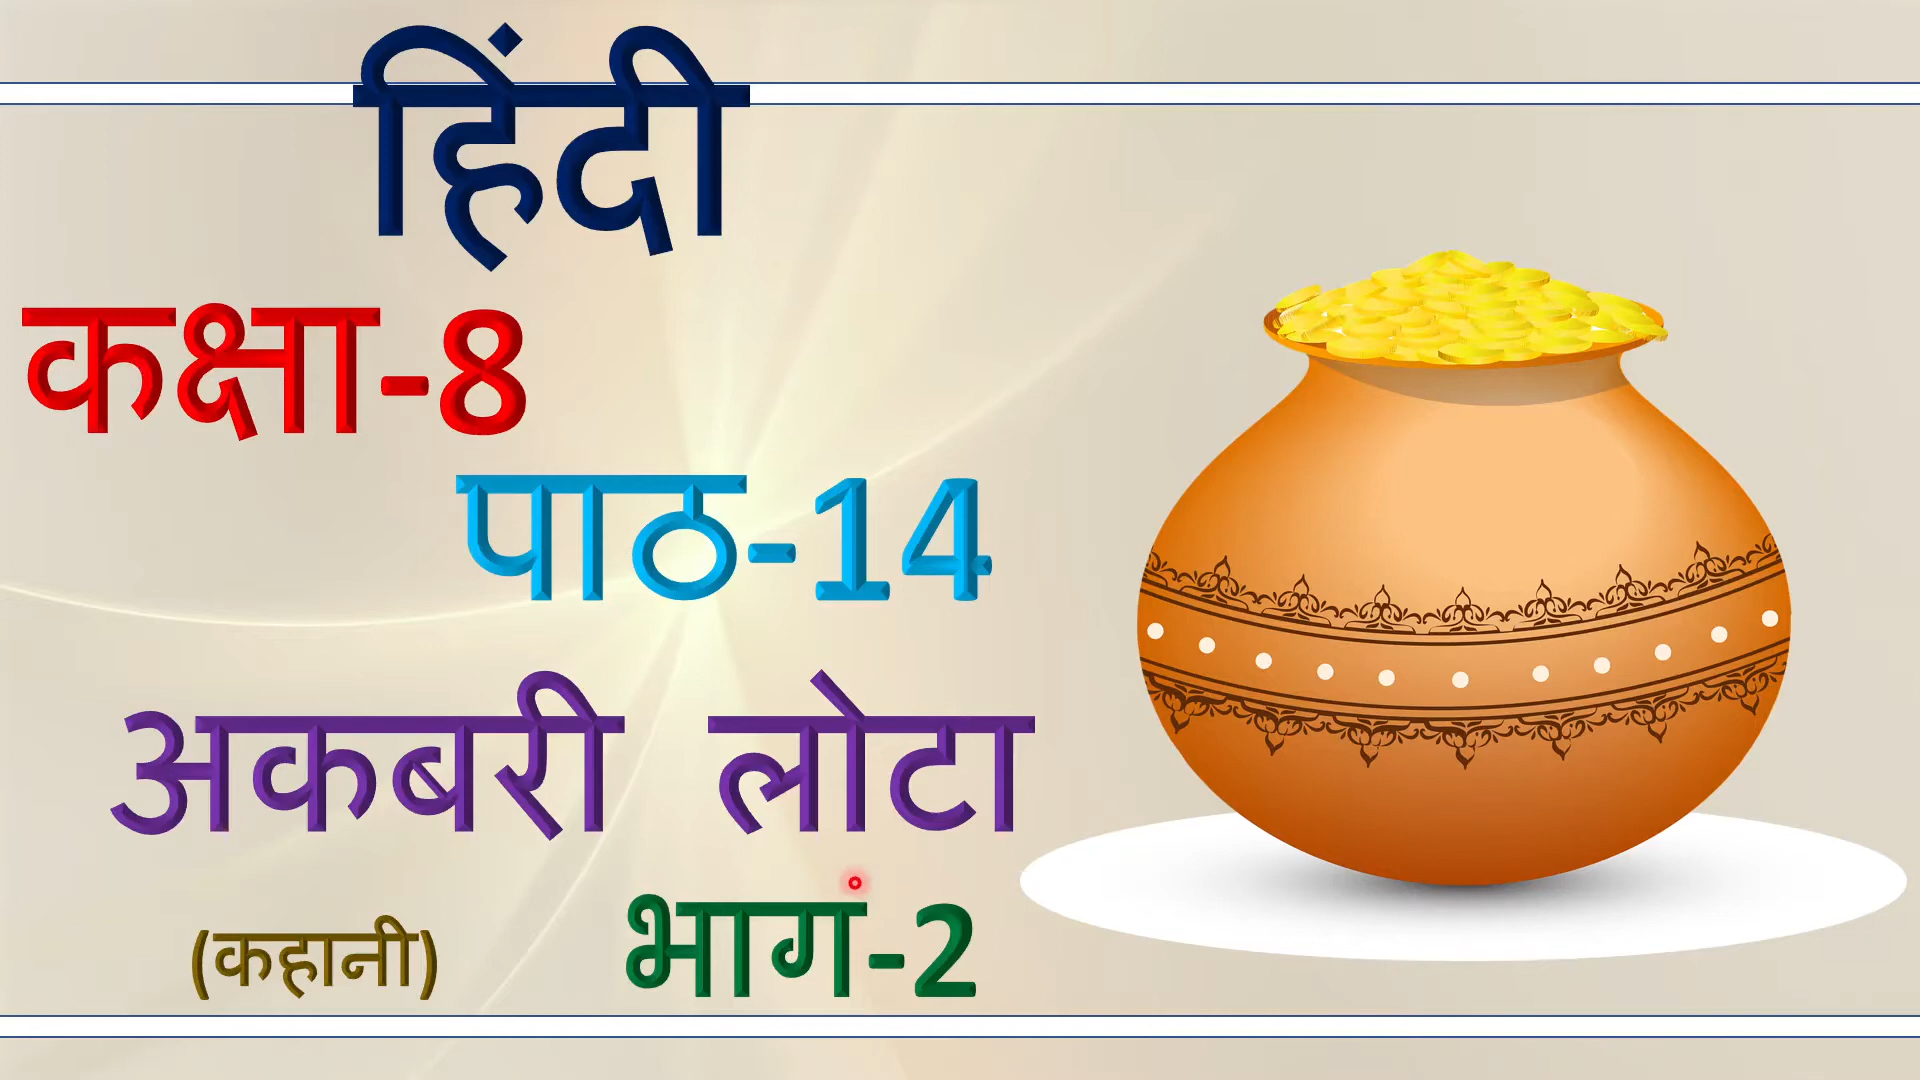 हिंदी
कक्षा-8
पाठ-14
अकबरी लोटा
(कहानी) भाग-2